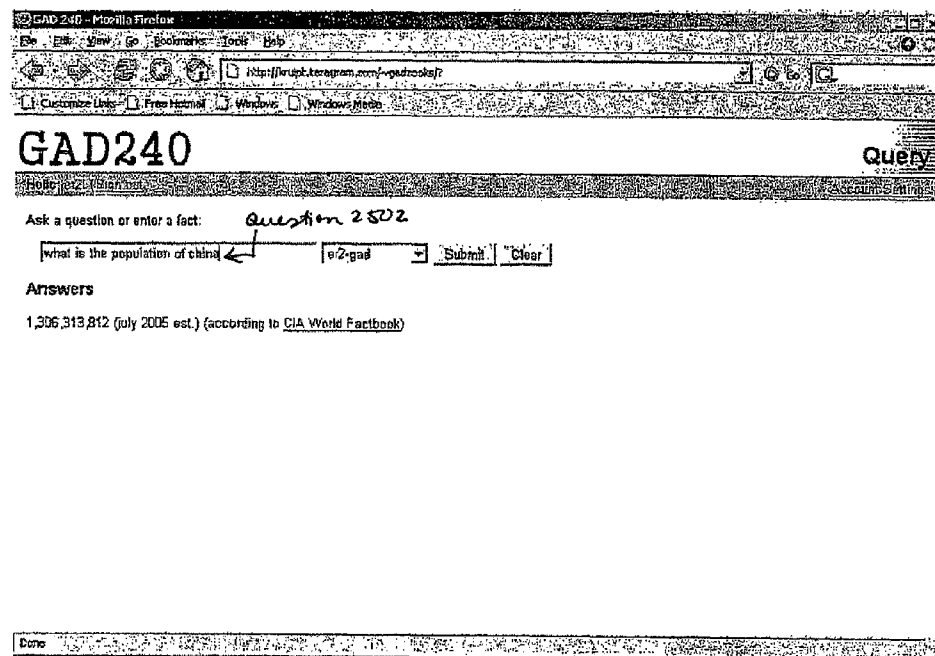 GAD 240 - Mozilla Firefox
File Edit View Go Bookmarks Tools Help
Go
Customize Links Free Hotmail Windows Windows Media
GAD240
Query
Account Settings
Ask a question or enter a fact: Question 2502
what is the population of china
Submit Clear
Answers
1,306,313,812 (july 2005 est.) (according to CIA World Factbook)
Done